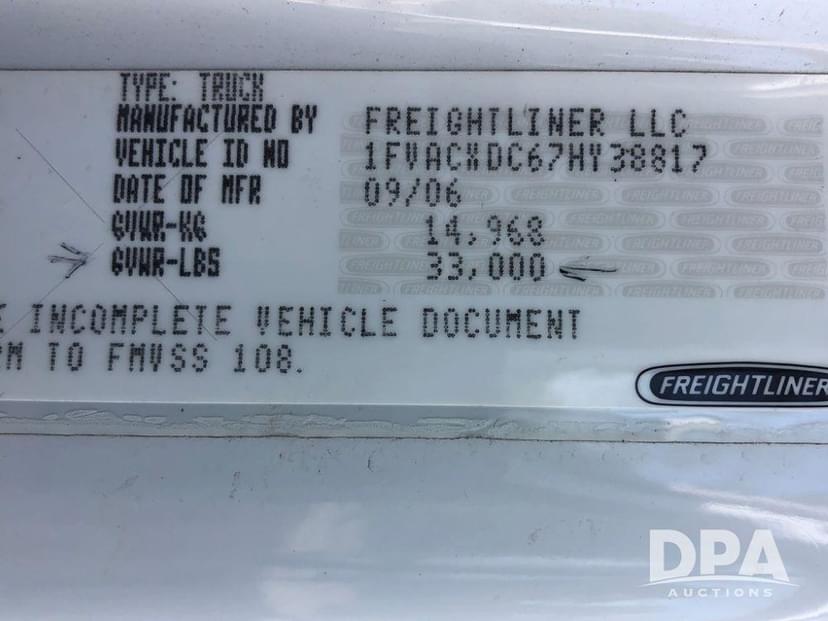 TYPE: TRUCK
MANUFACTURED BY FREIGHTLINER LLC
VEHICLE ID NO 1FVACXDC67HY38817
DATE OF MFR 09/06
GVWR-KG 14,968
GVWR-LBS 33,000
E INCOMPLETE VEHICLE DOCUMENT
RM TO FMVSS 108.
FREIGHTLINER
DPA
AUCTIONS